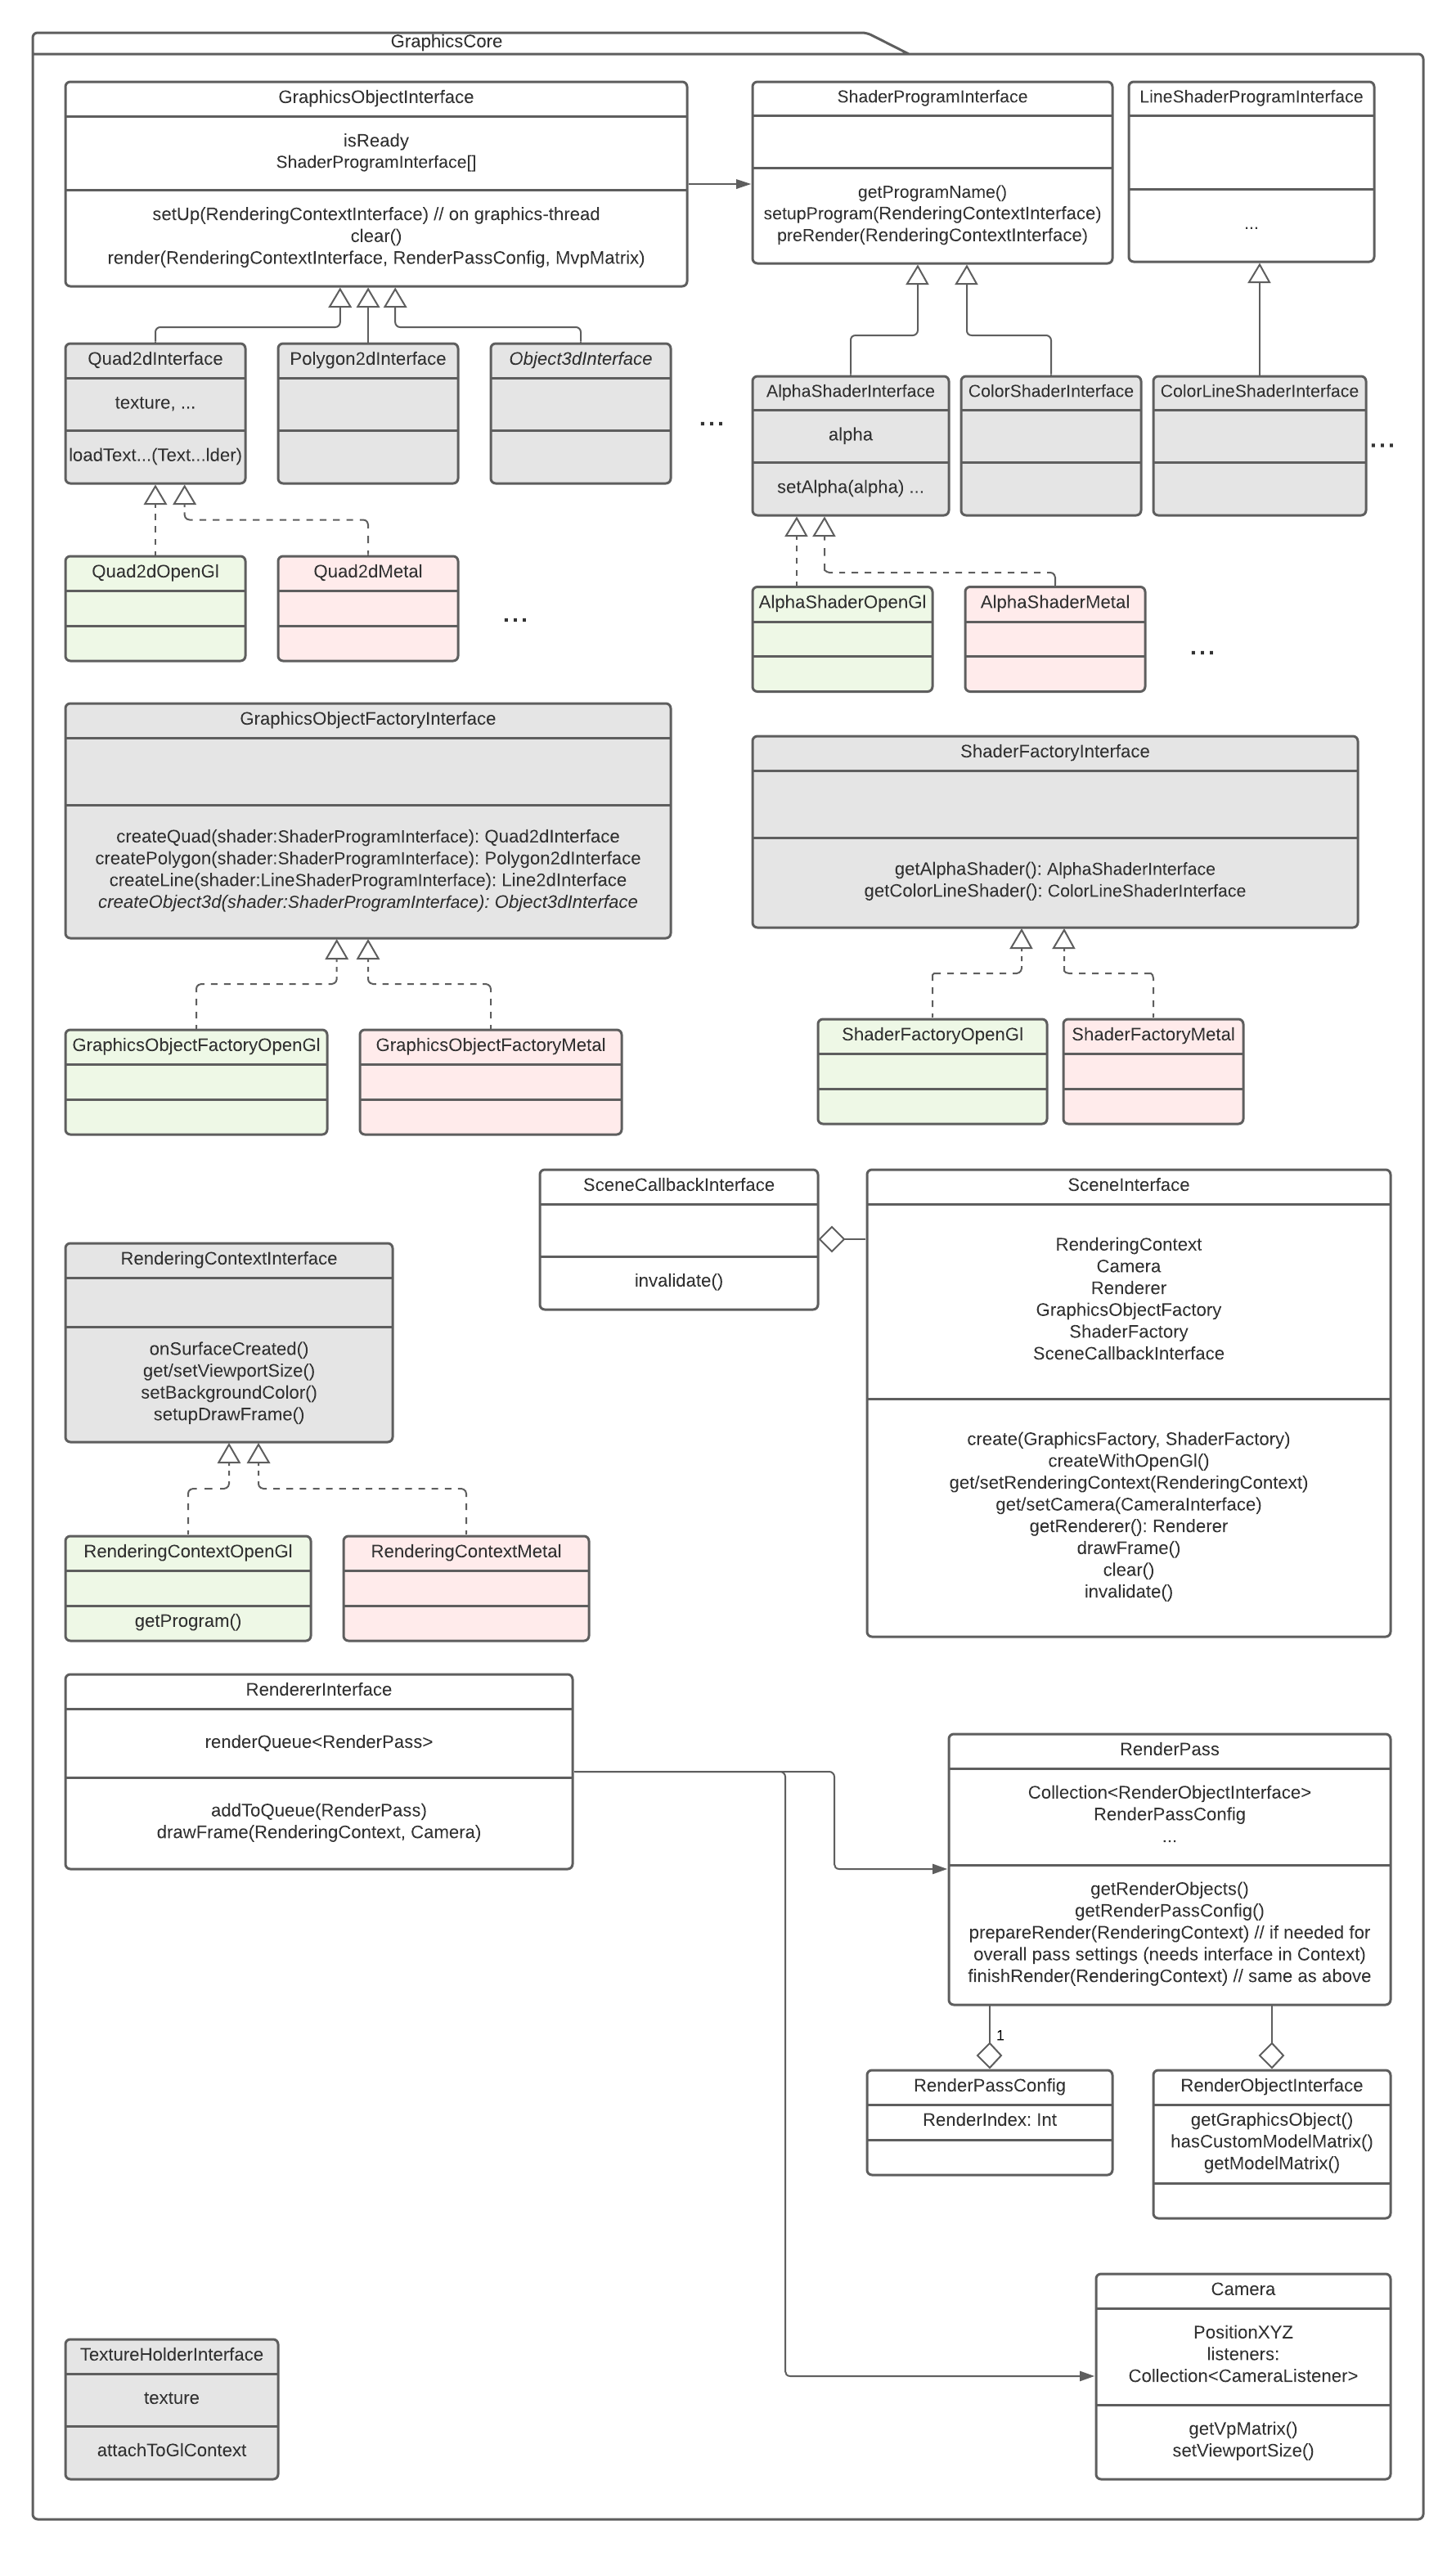 GraphicsCore
GraphicsObjectInterface
isReady
ShaderProgramInterface[]
setUp(RenderingContextInterface) // on graphics-thread
clear()
render(RenderingContextInterface, RenderPassConfig, MvpMatrix)
ShaderProgramInterface
getProgramName()
setupProgram(RenderingContextInterface)
preRender(RenderingContextInterface)
LineShaderProgramInterface
...
Quad2dInterface
texture, ...
loadText...(Text...lder)
Polygon2dInterface
Object3dInterface
...
AlphaShaderInterface
alpha
setAlpha(alpha) ...
ColorShaderInterface
ColorLineShaderInterface
...
Quad2dOpenGl
Quad2dMetal
...
AlphaShaderOpenGl
AlphaShaderMetal
...
GraphicsObjectFactoryInterface
createQuad(shader:ShaderProgramInterface): Quad2dInterface
createPolygon(shader:ShaderProgramInterface): Polygon2dInterface
createLine(shader:LineShaderProgramInterface): Line2dInterface
createObject3d(shader:ShaderProgramInterface): Object3dInterface
ShaderFactoryInterface
getAlphaShader(): AlphaShaderInterface
getColorLineShader(): ColorLineShaderInterface
GraphicsObjectFactoryOpenGl
GraphicsObjectFactoryMetal
ShaderFactoryOpenGl
ShaderFactoryMetal
SceneCallbackInterface
invalidate()
SceneInterface
RenderingContext
Camera
Renderer
GraphicsObjectFactory
ShaderFactory
SceneCallbackInterface
create(GraphicsFactory, ShaderFactory)
createWithOpenGl()
get/setRenderingContext(RenderingContext)
get/setCamera(CameraInterface)
getRenderer(): Renderer
drawFrame()
clear()
invalidate()
RenderingContextInterface
onSurfaceCreated()
get/setViewportSize()
setBackgroundColor()
setupDrawFrame()
RenderingContextOpenGl
getProgram()
RenderingContextMetal
RendererInterface
renderQueue<RenderPass>
addToQueue(RenderPass)
drawFrame(RenderingContext, Camera)
RenderPass
Collection<RenderObjectInterface>
RenderPassConfig
...
getRenderObjects()
getRenderPassConfig()
prepareRender(RenderingContext) // if needed for
overall pass settings (needs interface in Context)
finishRender(RenderingContext) // same as above
1
RenderPassConfig
RenderIndex: Int
RenderObjectInterface
getGraphicsObject()
hasCustomModelMatrix()
getModelMatrix()
Camera
PositionXYZ
listeners:
Collection<CameraListener>
getVpMatrix()
setViewportSize()
TextureHolderInterface
texture
attachToGlContext